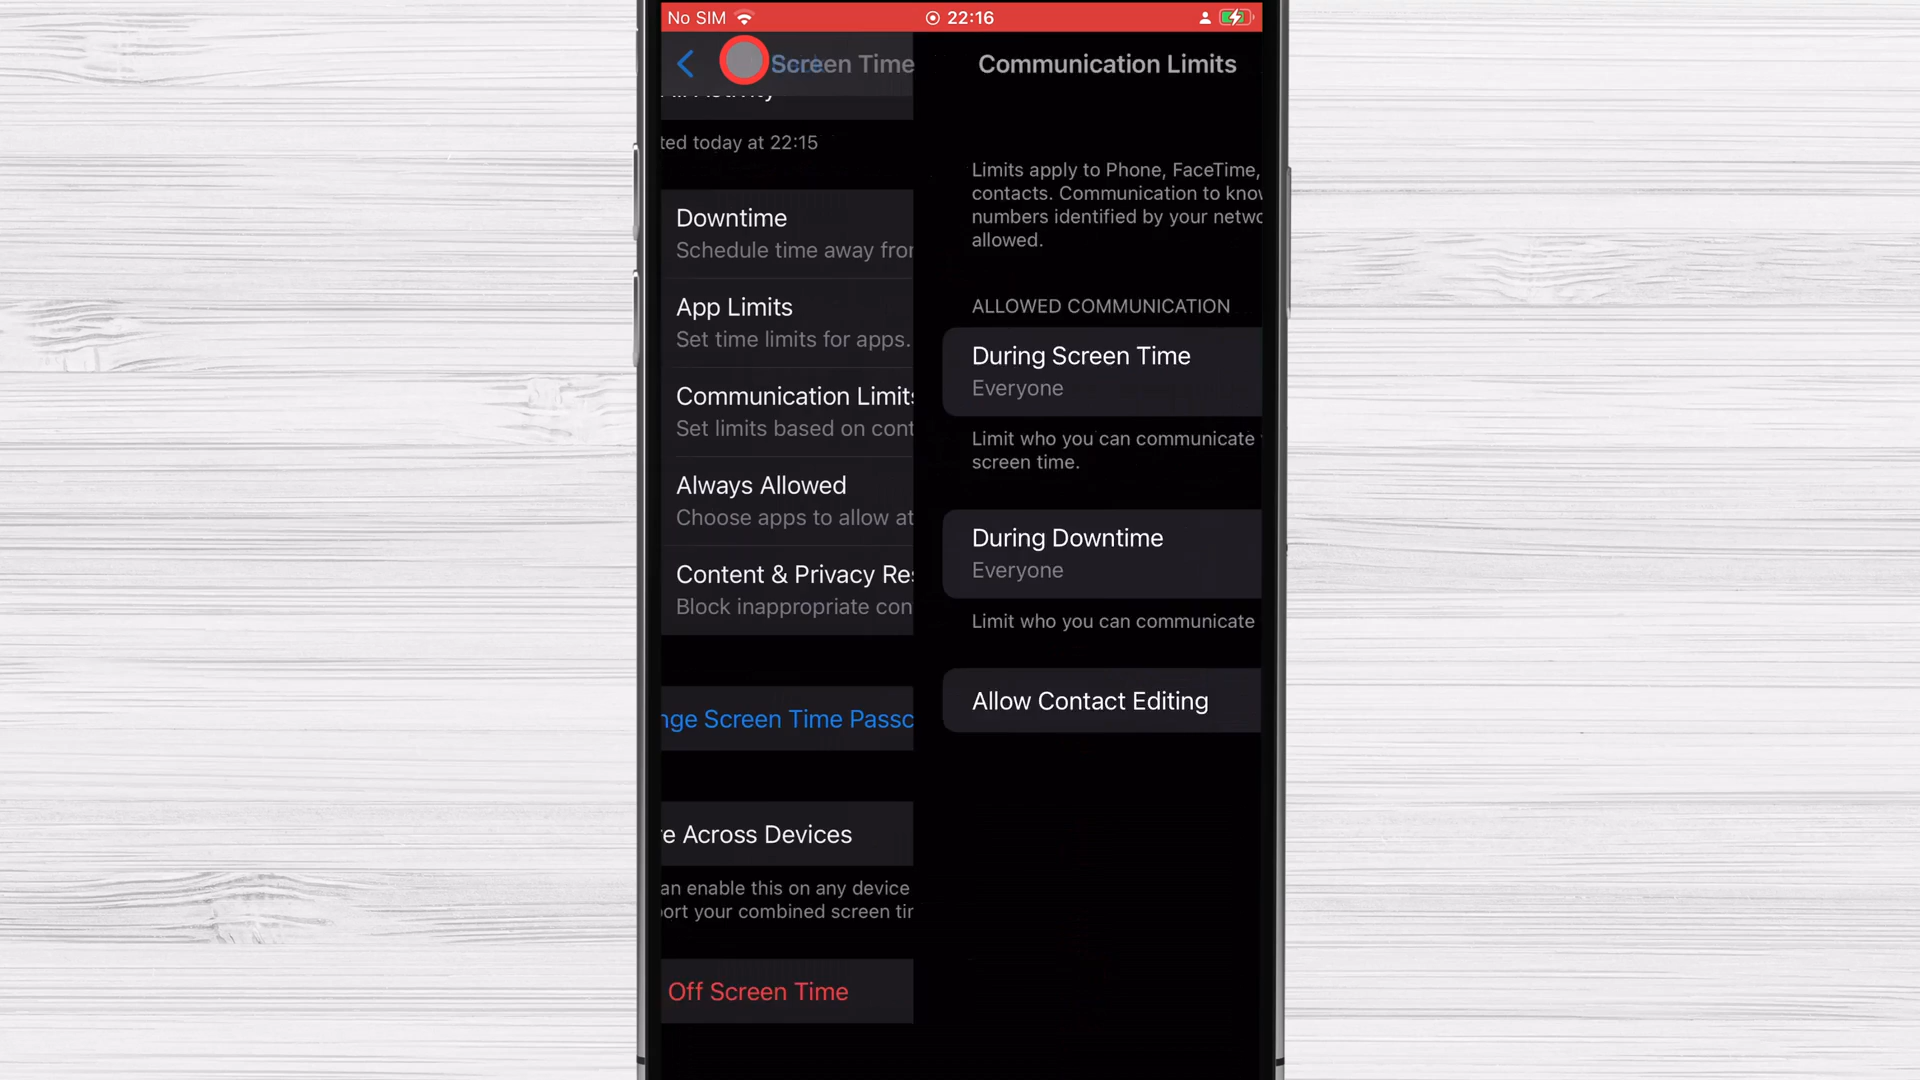 No SIM
22:16
Screen Time
Communication Limits
ted today at 22:15
Downtime
Schedule time away from
App Limits
Set time limits for apps.
Communication Limits
Set limits based on cont
Always Allowed
Choose apps to allow at
Content & Privacy Res
Block inappropriate con
nge Screen Time Passc
e Across Devices
an enable this on any device
ort your combined screen tir
Off Screen Time
Limits apply to Phone, FaceTime,
contacts. Communication to know
numbers identified by your netwo
allowed.
ALLOWED COMMUNICATION
During Screen Time
Everyone
Limit who you can communicate
screen time.
During Downtime
Everyone
Limit who you can communicate
Allow Contact Editing